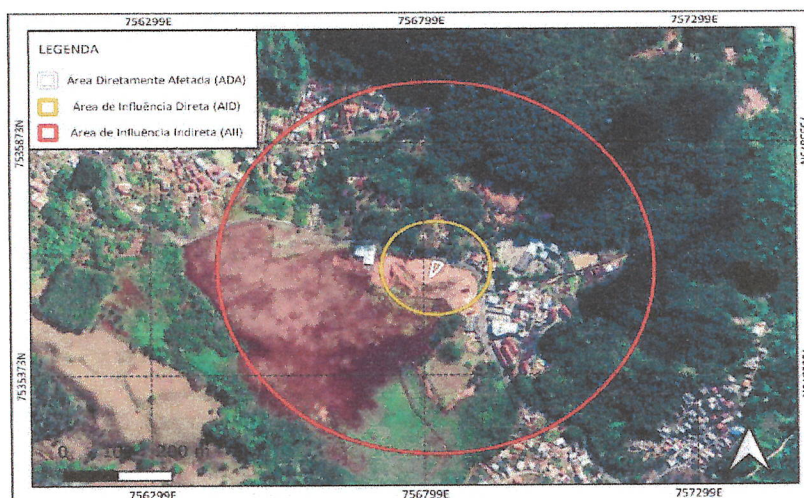 756299E 756799E 757299E
LEGENDA
Área Diretamente Afetada (ADA)
Área de Influência Direta (AID)
Área de Influência Indireta (AII)
7535873N
7535373N
0 100 200 m
756299E 756799E 757299E